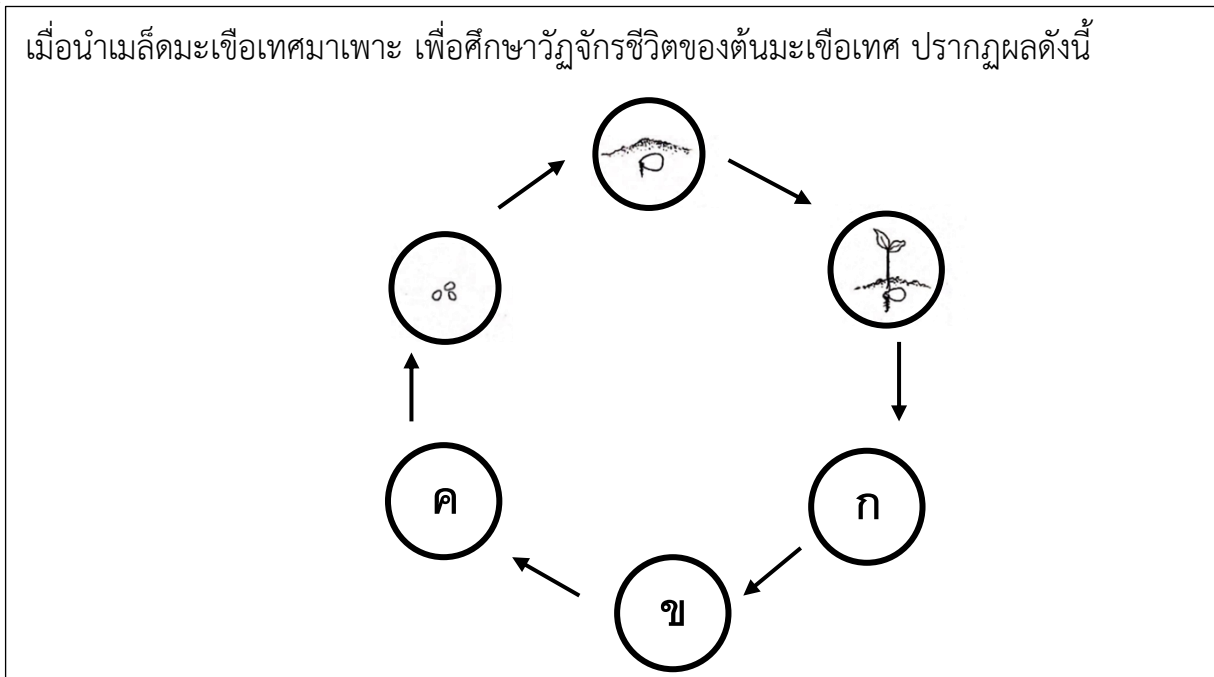 เมื่อนำเมล็ดมะเขือเทศมาเพาะ เพื่อศึกษาวัฏจักรชีวิตของต้นมะเขือเทศ ปรากฏผลดังนี้
ค
ก
ข